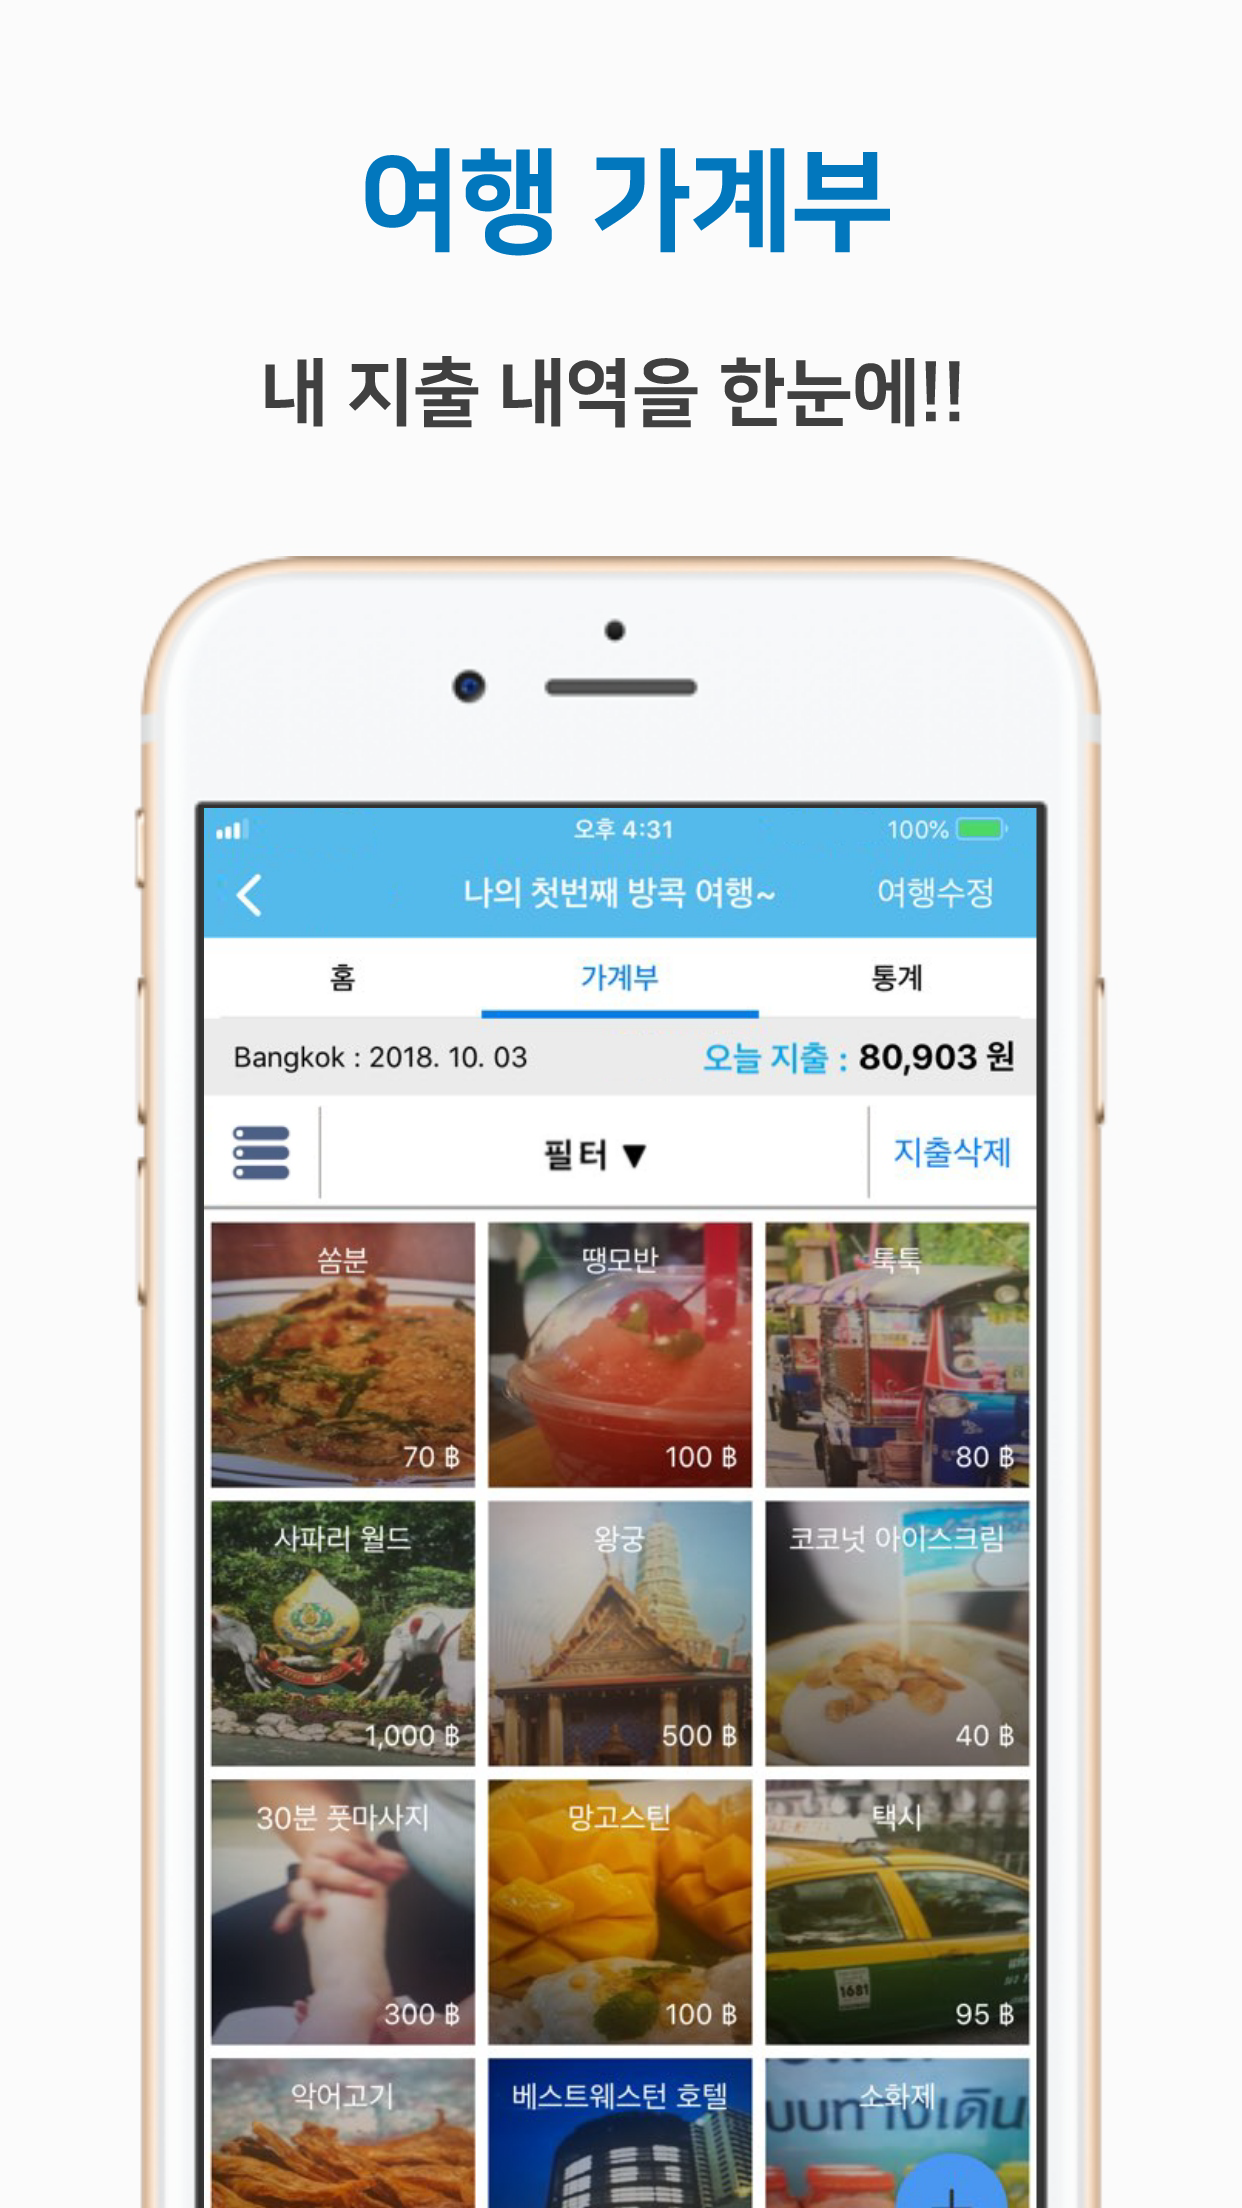 여행 가계부
내 지출 내역을 한눈에!!
오후 4:31
100%
나의 첫번째 방콕 여행~
여행수정
홈
가계부
통계
Bangkok : 2018. 10. 03
오늘 지출 : 80,903 원
필터 ▼
지출삭제
쏨분
땡모반
툭툭
70 ฿
100 ฿
80 ฿
사파리 월드
왕궁
코코넛 아이스크림
1,000 ฿
500 ฿
40 ฿
30분 풋마사지
망고스틴
택시
1681
300 ฿
100 ฿
95 ฿
악어고기
베스트웨스턴 호텔
소화제